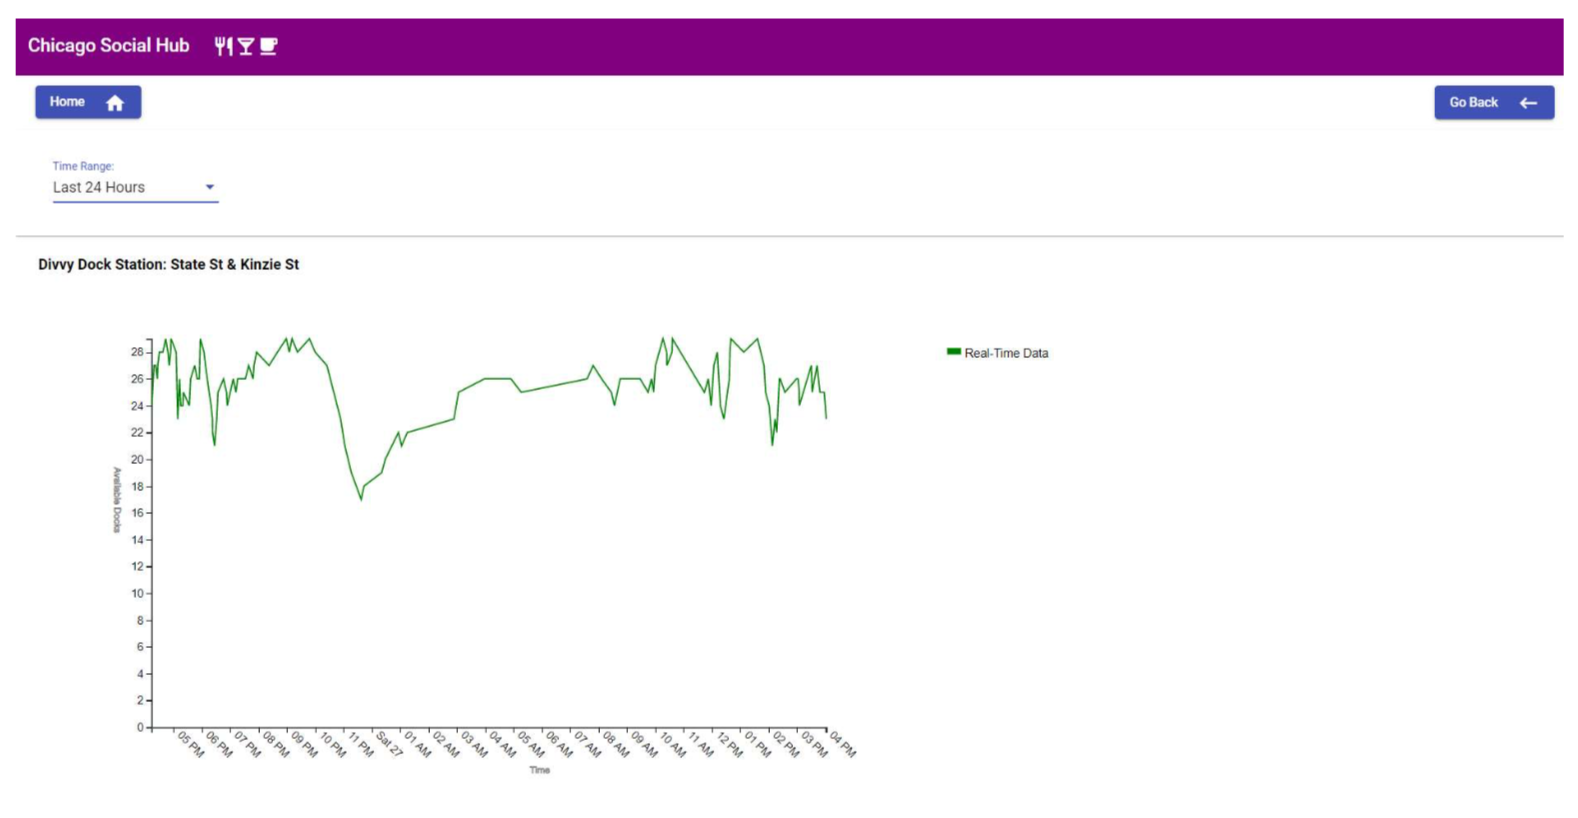 Chicago Social Hub
Home
Go Back
Time Range:
Last 24 Hours
Divvy Dock Station: State St & Kinzie St
Real-Time Data
28
26
24
22
20
18
16
14
12
10
8
6
4
2
0
Available Docks
05 PM
06 PM
07 PM
08 PM
09 PM
10 PM
11 PM
Sat 27
01 AM
02 AM
03 AM
04 AM
05 AM
06 AM
07 AM
08 AM
09 AM
10 AM
11 AM
12 PM
01 PM
02 PM
03 PM
04 PM
Time